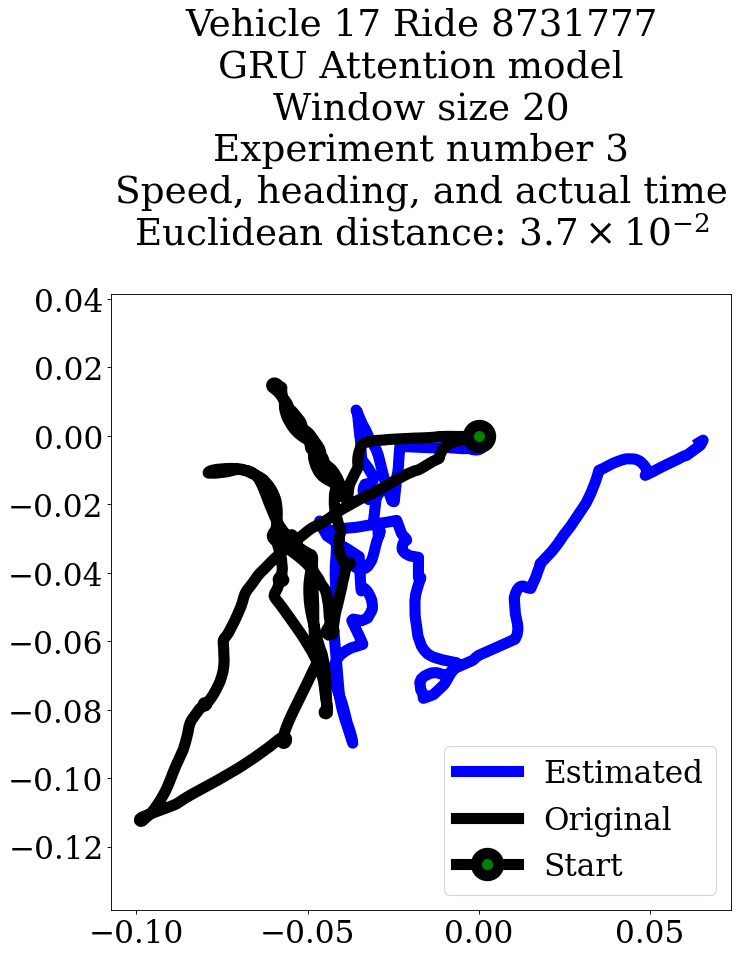 Vehicle 17 Ride 8731777
GRU Attention model
Window size 20
Experiment number 3
Speed, heading, and actual time
Euclidean distance: 3.7 × 10⁻²
0.04
0.02
0.00
−0.02
−0.04
−0.06
−0.08
−0.10
−0.12
Estimated
Original
Start
−0.10 −0.05 0.00 0.05